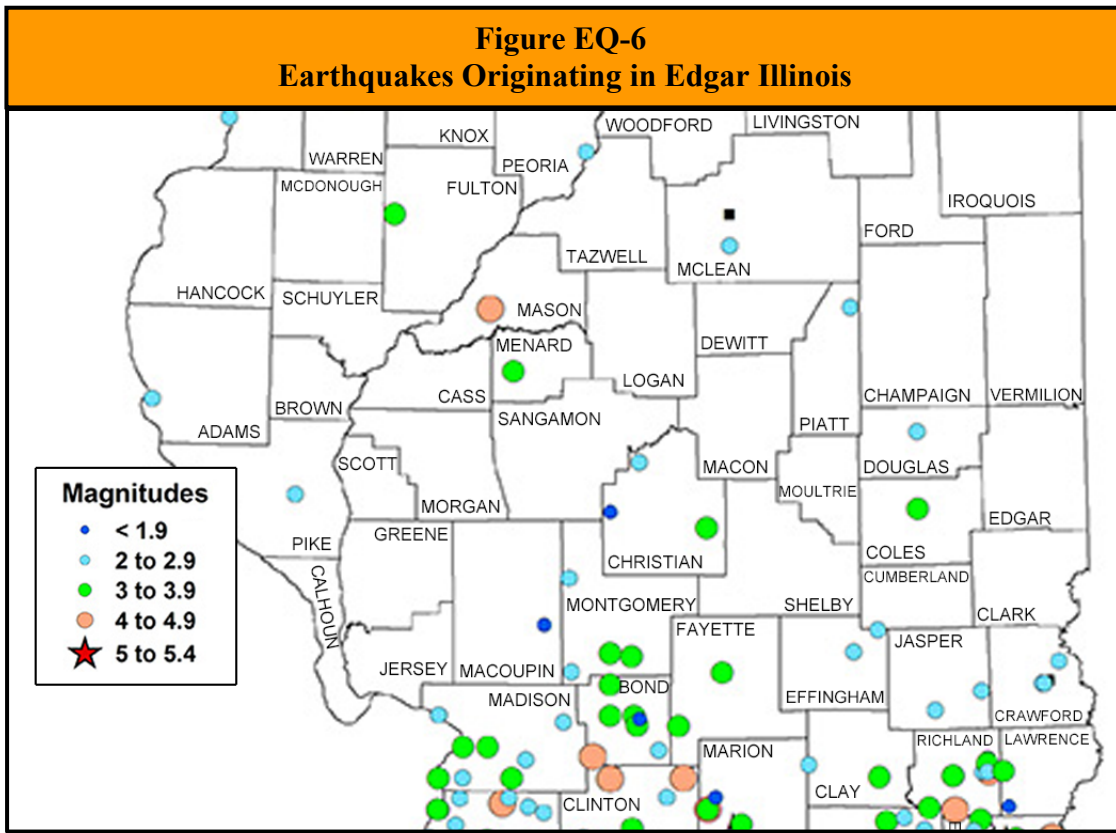 Figure EQ-6
Earthquakes Originating in Edgar Illinois
WOODFORD
LIVINGSTON
KNOX
WARREN
PEORIA
MCDONOUGH
FULTON
IROQUOIS
FORD
TAZWELL
MCLEAN
HANCOCK
SCHUYLER
MASON
DEWITT
MENARD
LOGAN
CASS
CHAMPAIGN
VERMILION
BROWN
SANGAMON
PIATT
ADAMS
SCOTT
MACON
DOUGLAS
MOULTRIE
MORGAN
EDGAR
GREENE
PIKE
COLES
CHRISTIAN
CUMBERLAND
CALHOUN
MONTGOMERY
SHELBY
CLARK
FAYETTE
JASPER
JERSEY
MACOUPIN
BOND
EFFINGHAM
MADISON
CRAWFORD
RICHLAND
LAWRENCE
MARION
CLAY
CLINTON
Magnitudes
< 1.9
2 to 2.9
3 to 3.9
4 to 4.9
5 to 5.4